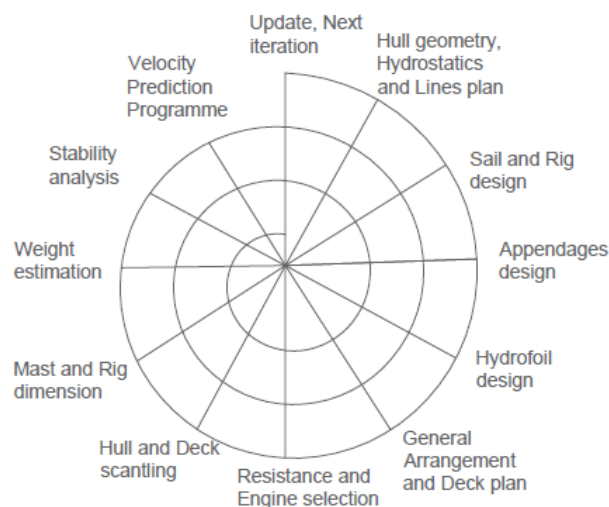 Update, Next
iteration
Hull geometry,
Hydrostatics
and Lines plan
Sail and Rig
design
Appendages
design
Hydrofoil
design
General
Arrangement
and Deck plan
Resistance and
Engine selection
Hull and Deck
scantling
Mast and Rig
dimension
Weight
estimation
Stability
analysis
Velocity
Prediction
Programme